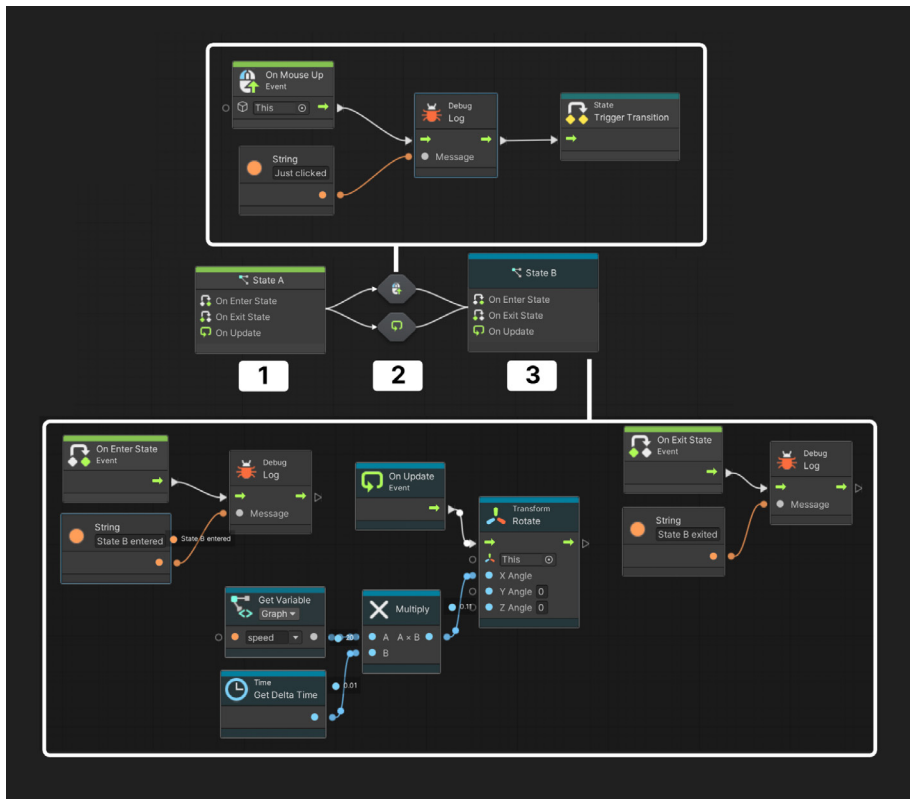 On Mouse Up
Event
This
String
Just clicked
Debug
Log
Message
State
Trigger Transition
State A
On Enter State
On Exit State
On Update
State B
On Enter State
On Exit State
On Update
1
2
3
On Enter State
Event
String
State B entered
State B entered
Debug
Log
Message
On Update
Event
Transform
Rotate
This
X Angle
Y Angle 0
Z Angle 0
Get Variable
Graph
speed
Multiply
A A × B
B
Time
Get Delta Time
0.01
On Exit State
Event
String
State B exited
Debug
Log
Message